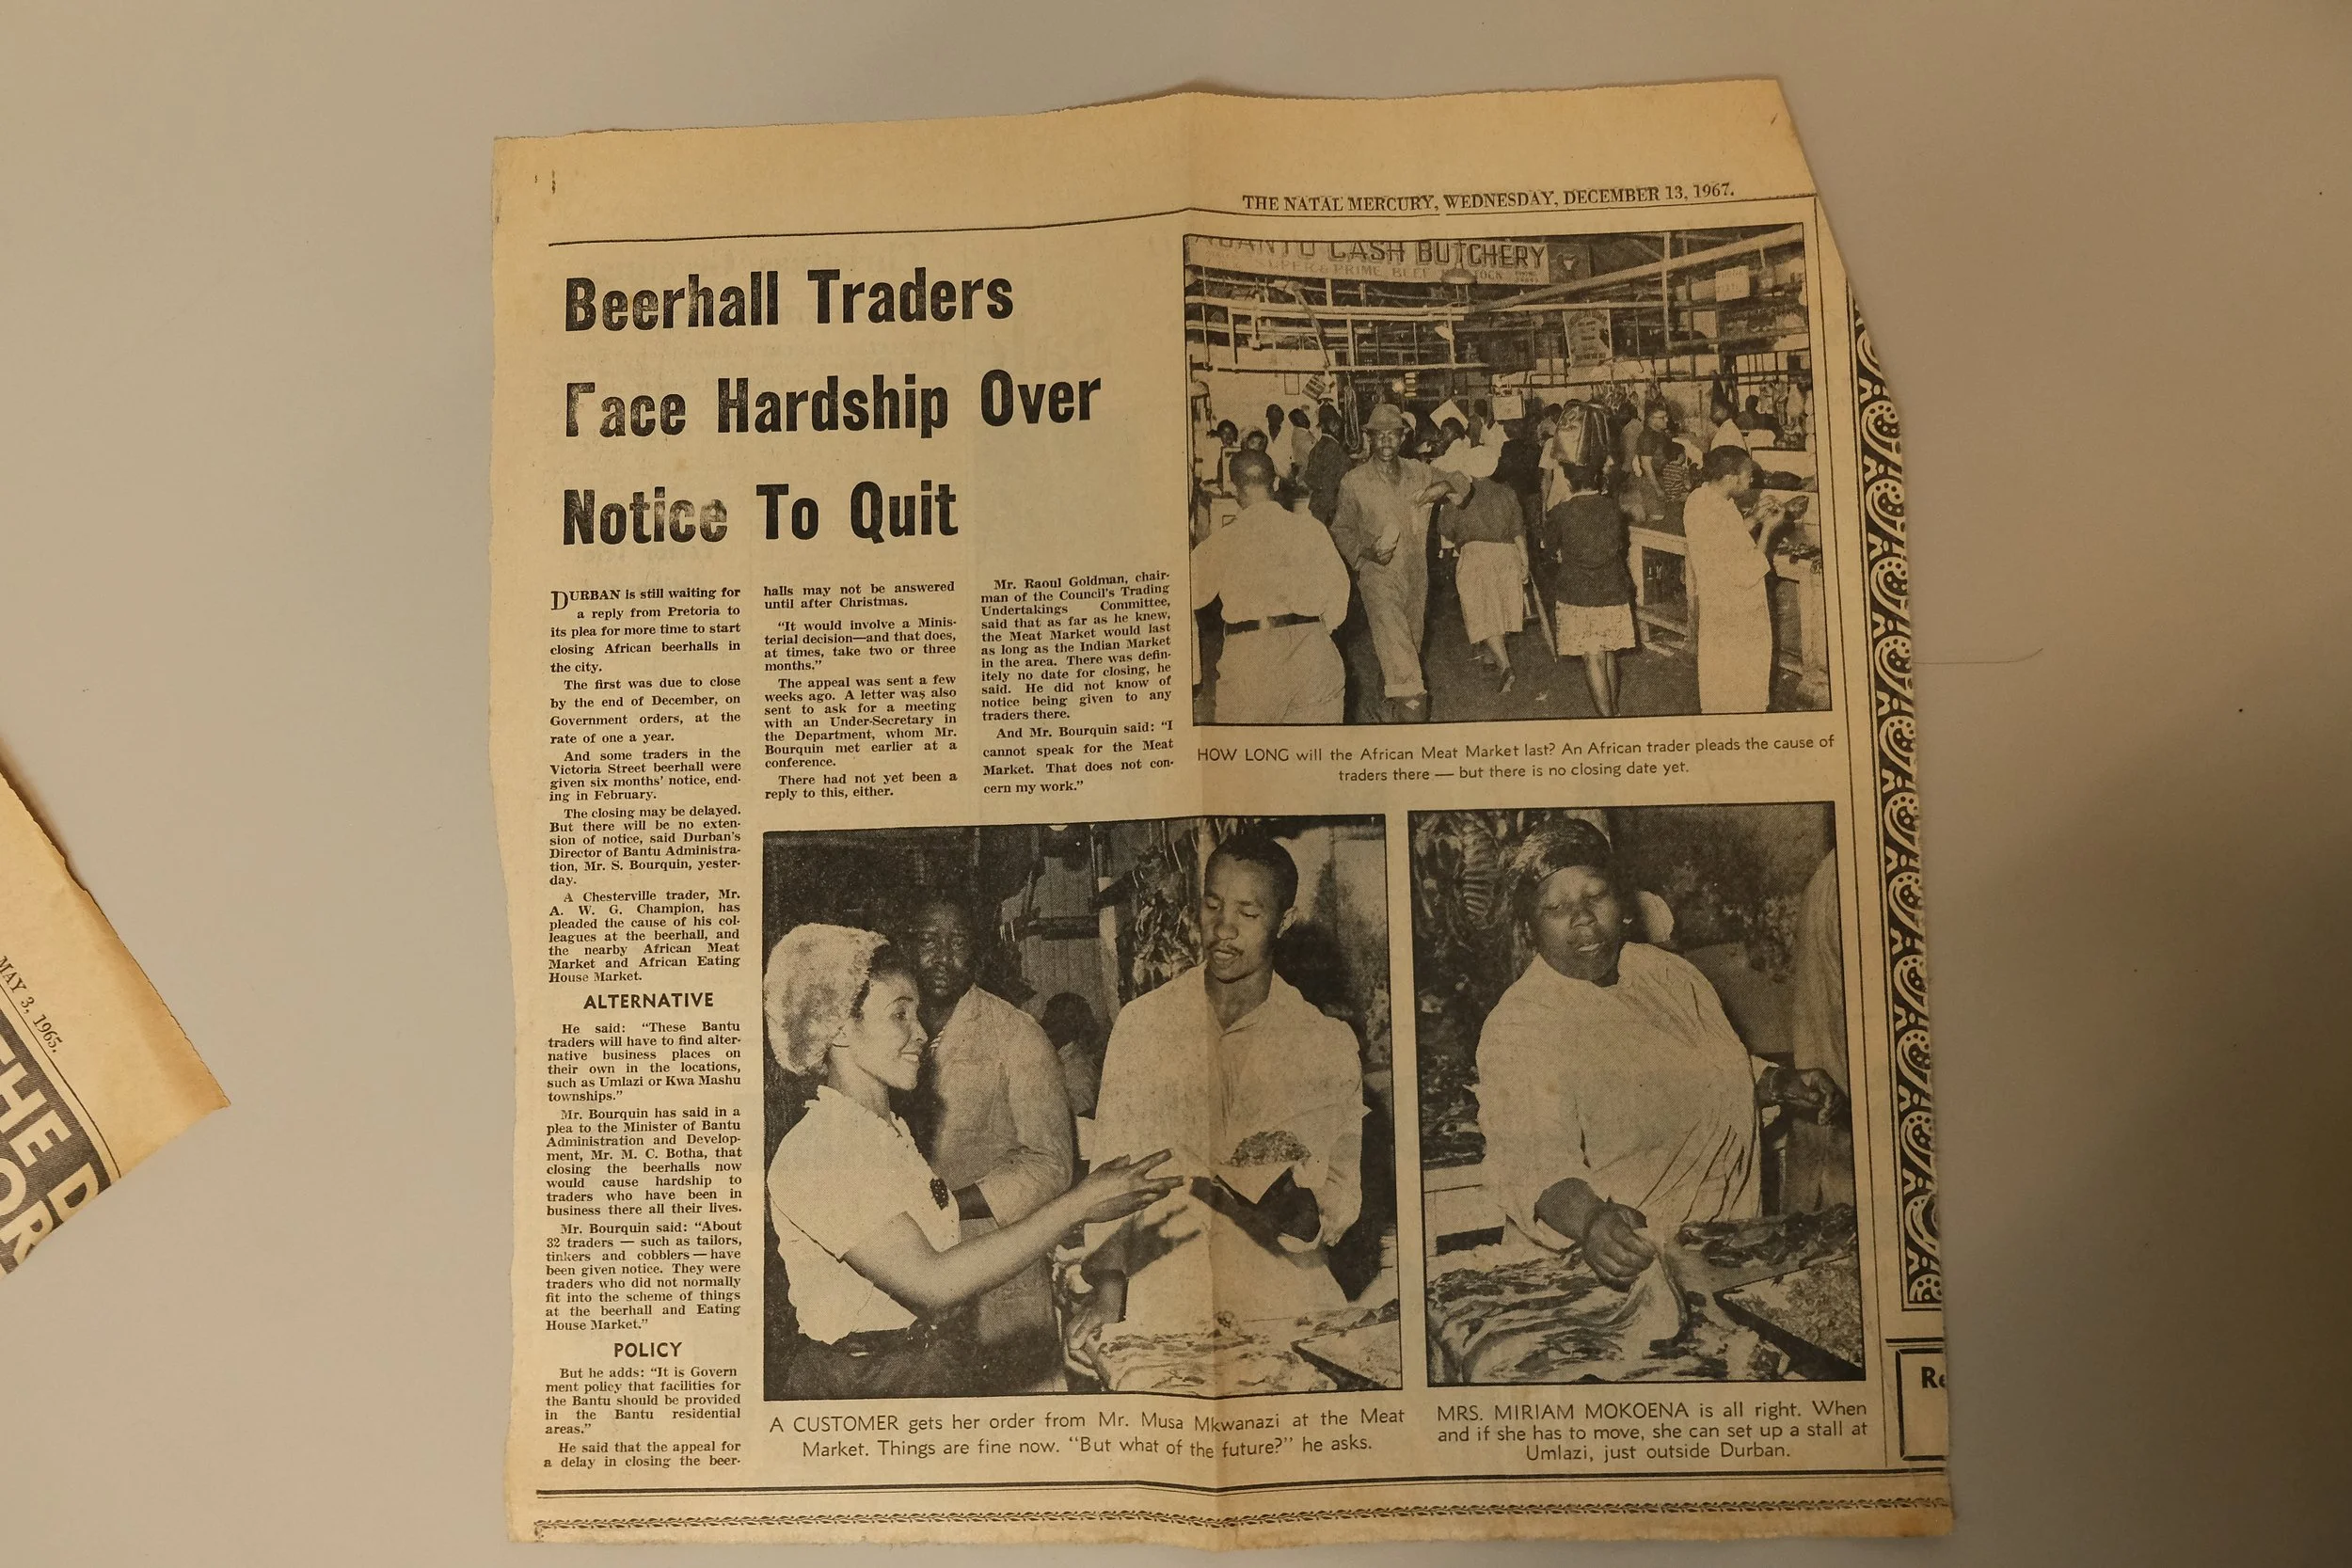 THE NATAL MERCURY, WEDNESDAY, DECEMBER 13, 1967.
Beerhall Traders
Face Hardship Over
Notice To Quit
DURBAN is still waiting for
a reply from Pretoria to
its plea for more time to start
closing African beerhalls in
the city.
The first was due to close
by the end of December, on
Government orders, at the
rate of one a year.
And some traders in the
Victoria Street beerhall were
given six months' notice, end-
ing in February.
The closing may be delayed.
But there will be no exten-
sion of notice, said Durban's
Director of Bantu Administra-
tion, Mr. S. Bourquin, yester-
day.
A Chesterville trader, Mr.
A. W. G. Champion, has
pleaded the cause of his col-
leagues at the beerhall, and
the nearby African Meat
Market and African Eating
House Market.
ALTERNATIVE
He said: "These Bantu
traders will have to find alter-
native business places on
their own in the locations,
such as Umlazi or Kwa Mashu
townships."
Mr. Bourquin has said in a
plea to the Minister of Bantu
Administration and Develop-
ment, Mr. M. C. Botha, that
closing the beerhalls now
would cause hardship to
traders who have been in
business there all their lives.
Mr. Bourquin said: "About
32 traders — such as tailors,
tinkers and cobblers — have
been given notice. They were
traders who did not normally
fit into the scheme of things
at the beerhall and Eating
House Market."
POLICY
But he adds: "It is Govern
ment policy that facilities for
the Bantu should be provided
in the Bantu residential
areas."
He said that the appeal for
a delay in closing the beer-
halls may not be answered
until after Christmas.
"It would involve a Minis-
terial decision—and that does,
at times, take two or three
months."
The appeal was sent a few
weeks ago. A letter was also
sent to ask for a meeting
with an Under-Secretary in
the Department, whom Mr.
Bourquin met earlier at a
conference.
There had not yet been a
reply to this, either.
Mr. Raoul Goldman, chair-
man of the Council's Trading
Undertakings Committee,
said that as far as he knew,
the Meat Market would last
as long as the Indian Market
in the area. There was defin-
itely no date for closing, he
said. He did not know of
notice being given to any
traders there.
And Mr. Bourquin said: "I
cannot speak for the Meat
Market. That does not con-
cern my work."
CASH BUTCHERY
PRIME BEEF
HOW LONG will the African Meat Market last? An African trader pleads the cause of
traders there — but there is no closing date yet.
A CUSTOMER gets her order from Mr. Musa Mkwanazi at the Meat
Market. Things are fine now. "But what of the future?" he asks.
MRS. MIRIAM MOKOENA is all right. When
and if she has to move, she can set up a stall at
Umlazi, just outside Durban.
MAY 3, 1965.
THE